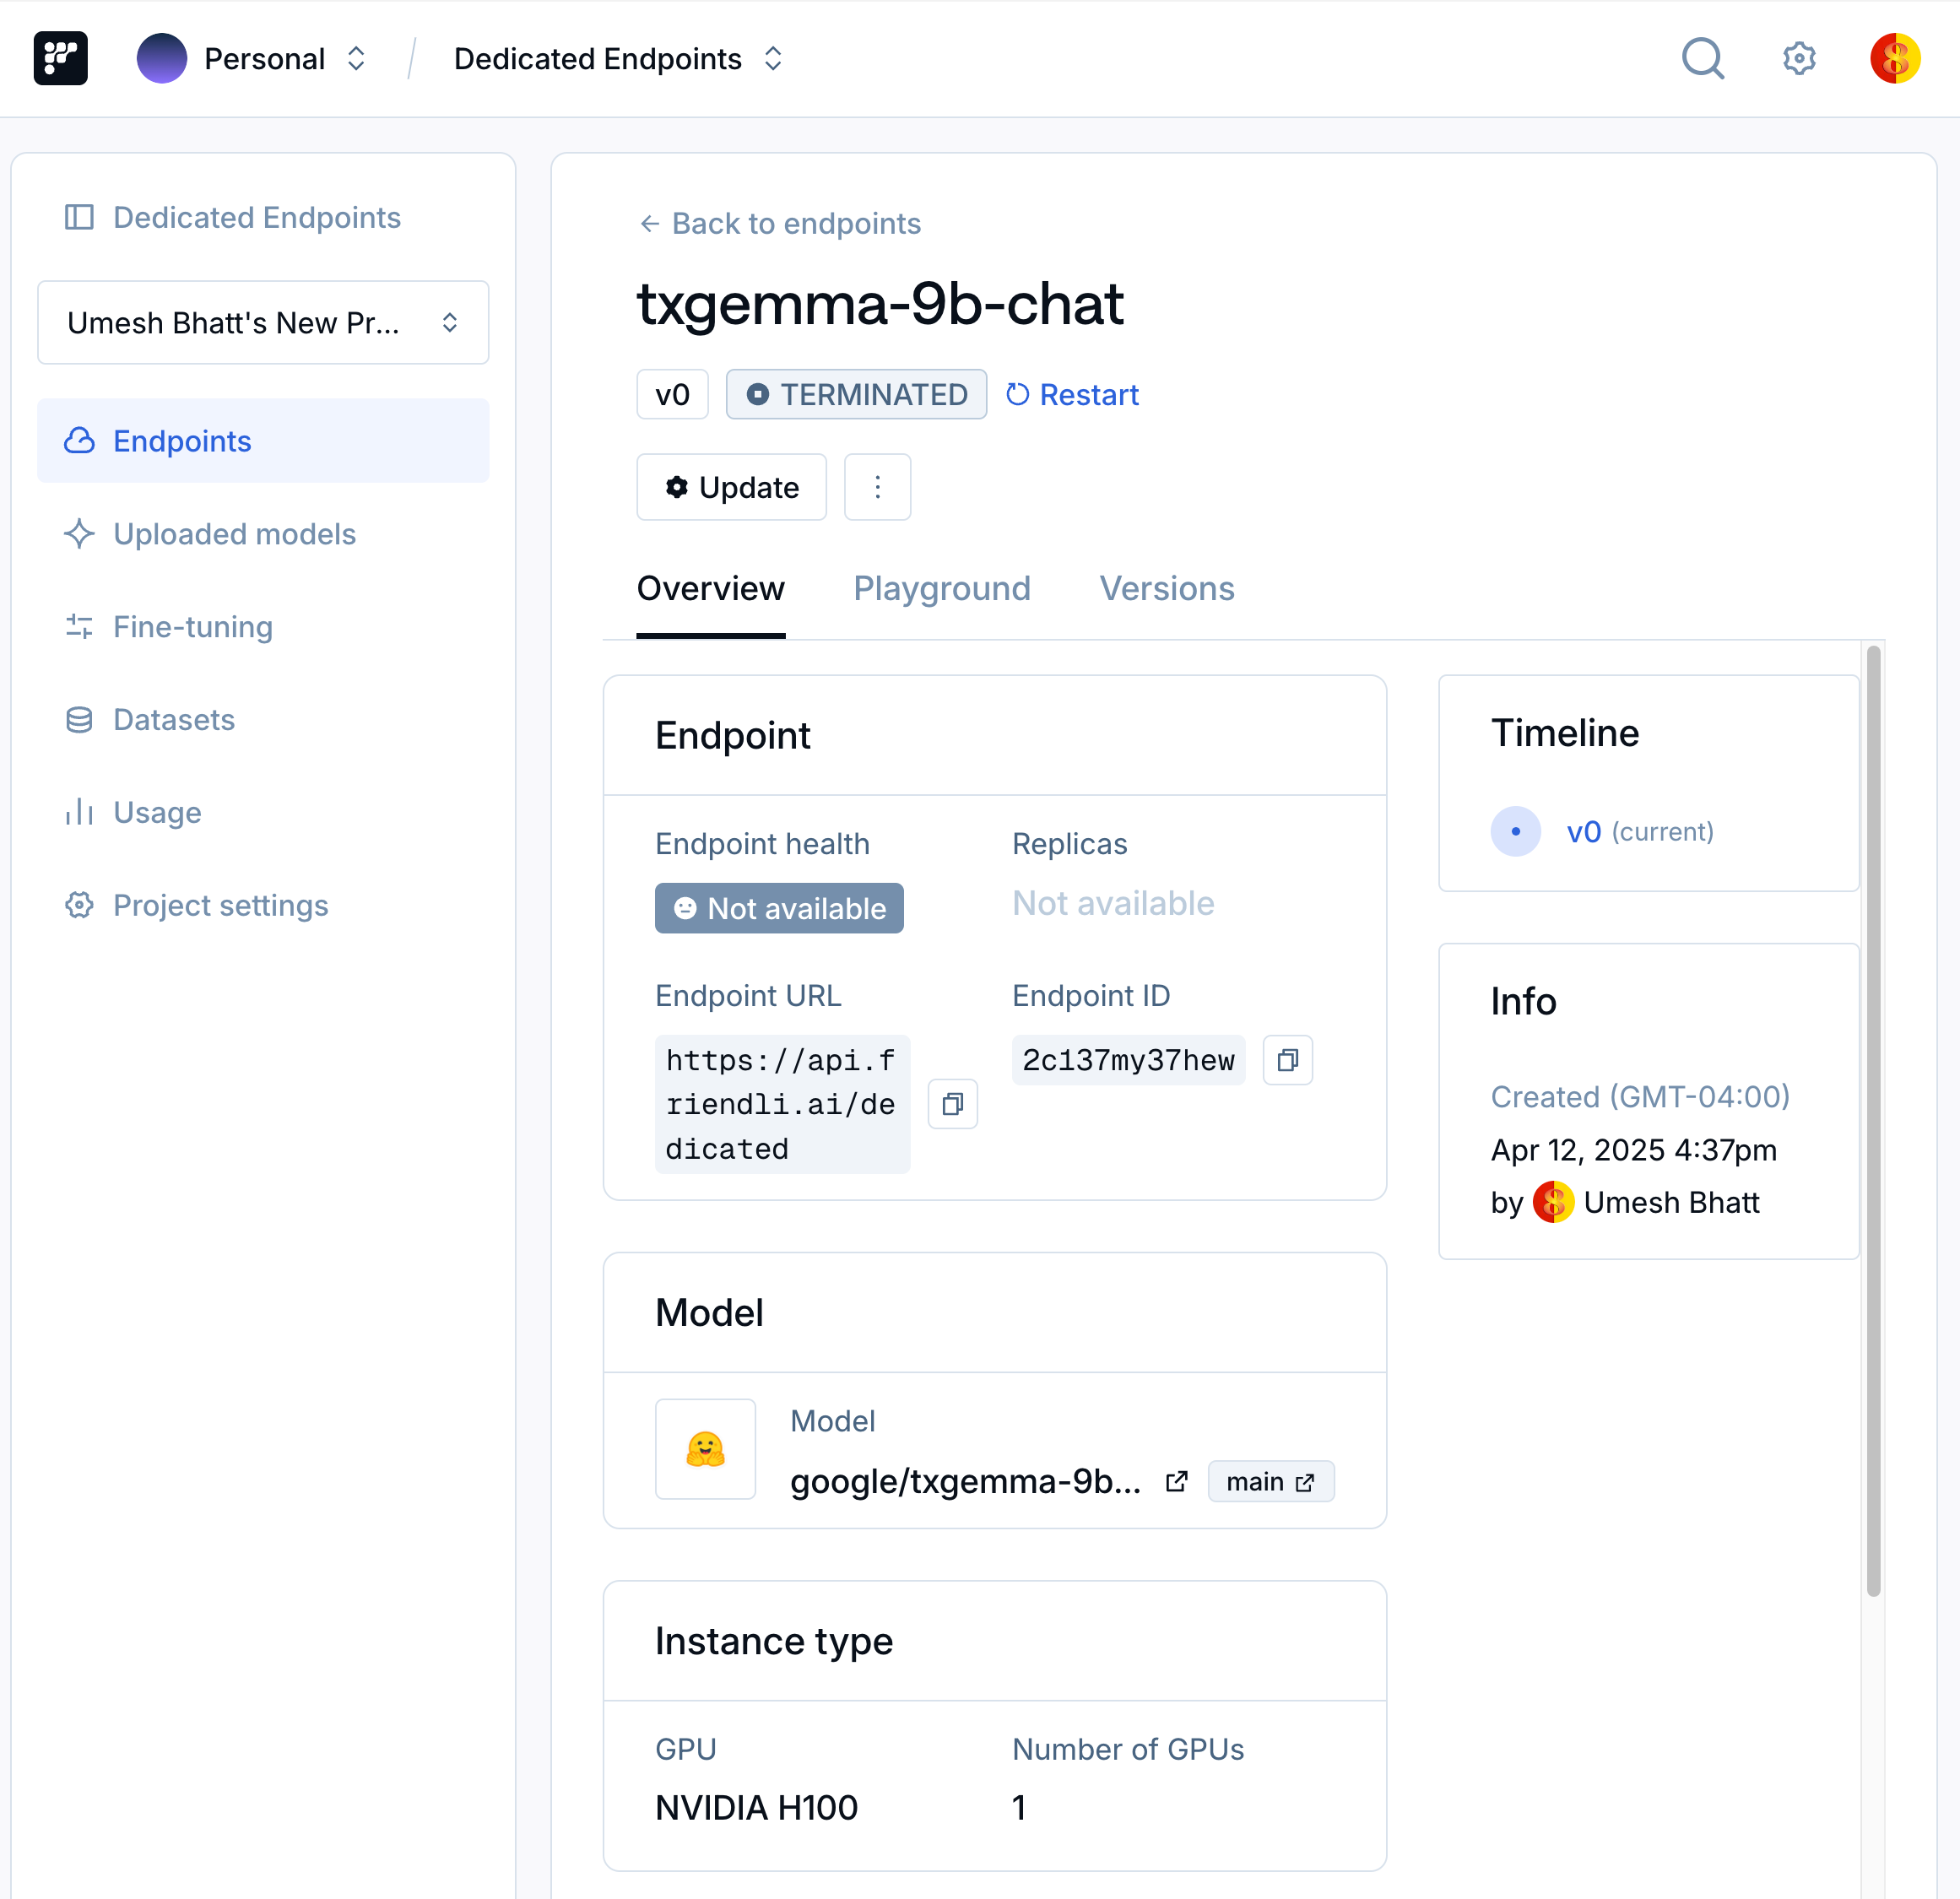 Personal
Dedicated Endpoints
Dedicated Endpoints
Umesh Bhatt's New Pr...
Endpoints
Uploaded models
Fine-tuning
Datasets
Usage
Project settings
Back to endpoints
txgemma-9b-chat
v0
TERMINATED
Restart
Update
Overview
Playground
Versions
Endpoint
Endpoint health
Not available
Replicas
Not available
Endpoint URL
https://api.f
riendli.ai/de
dicated
Endpoint ID
2c137my37hew
Model
Model
google/txgemma-9b...
main
Instance type
GPU
NVIDIA H100
Number of GPUs
1
Timeline
v0 (current)
Info
Created (GMT-04:00)
Apr 12, 2025 4:37pm
by Umesh Bhatt